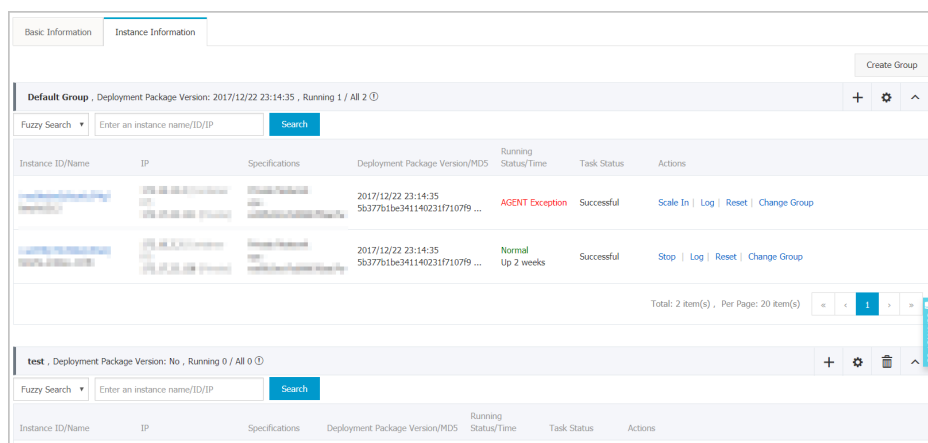 Basic Information Instance Information
Create Group
Default Group , Deployment Package Version: 2017/12/22 23:14:35 , Running 1 / All 2
Fuzzy Search Enter an instance name/ID/IP Search
Instance ID/Name IP Specifications Deployment Package Version/MD5 Running Status/Time Task Status Actions
2017/12/22 23:14:35
5b377b1be341140231f7107f9 ... AGENT Exception Successful Scale In | Log | Reset | Change Group
2017/12/22 23:14:35 Normal
5b377b1be341140231f7107f9 ... Up 2 weeks Successful Stop | Log | Reset | Change Group
Total: 2 item(s) , Per Page: 20 item(s) « ‹ 1 › »
test , Deployment Package Version: No , Running 0 / All 0
Fuzzy Search Enter an instance name/ID/IP Search
Instance ID/Name IP Specifications Deployment Package Version/MD5 Running Status/Time Task Status Actions